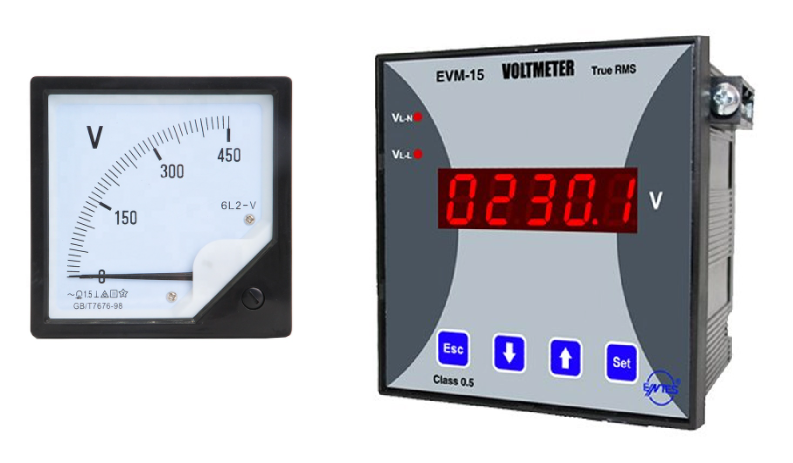 V
450
300
150
6L2-V
0
~ 1.5 ⊥
GB/T7676-98
EVM-15 VOLTMETER True RMS
VL-N
VL-L
0230.1 V
Esc
Set
Class 0.5
ENTES®